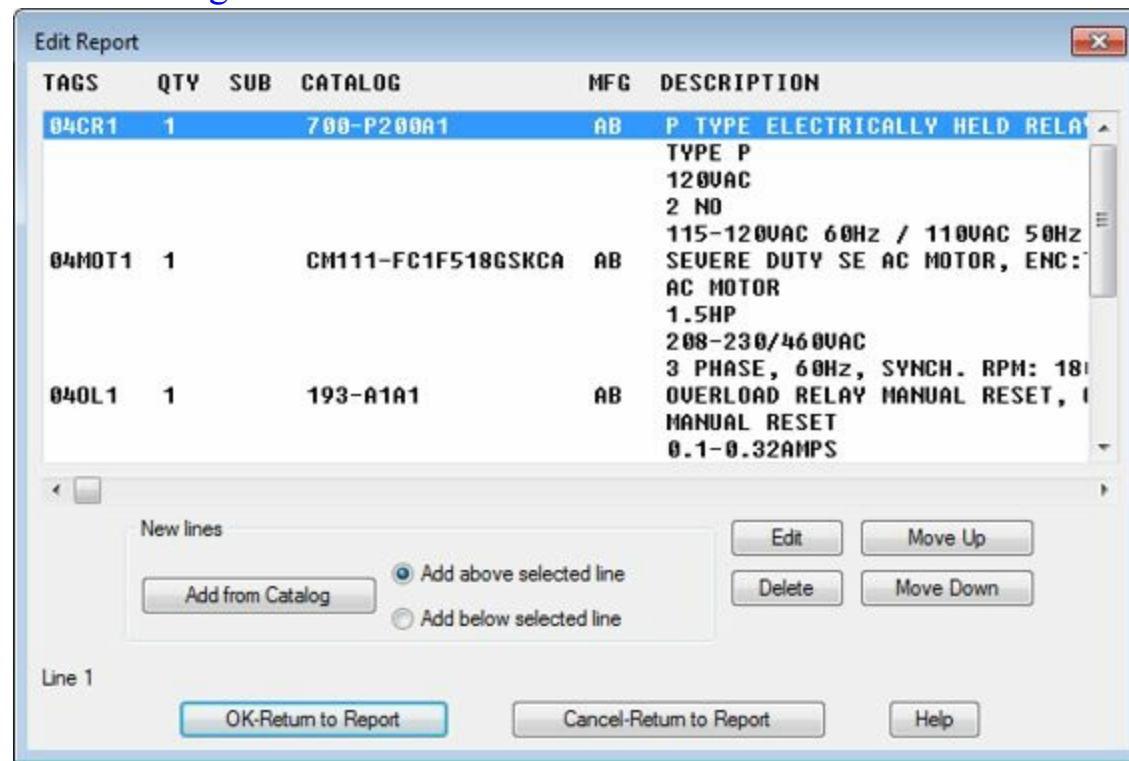 Edit Report
TAGS QTY SUB CATALOG MFG DESCRIPTION
04CR1 1 700-P200A1 AB P TYPE ELECTRICALLY HELD RELAY
TYPE P
120VAC
2 NO
115-120VAC 60Hz / 110VAC 50Hz
04MOT1 1 CM111-FC1F518GSKCA AB SEVERE DUTY SE AC MOTOR, ENC:
AC MOTOR
1.5HP
208-230/460VAC
3 PHASE, 60Hz, SYNCH. RPM: 18
04OL1 1 193-A1A1 AB OVERLOAD RELAY MANUAL RESET,
MANUAL RESET
0.1-0.32AMPS
New lines
Add from Catalog
Add above selected line
Add below selected line
Edit
Move Up
Delete
Move Down
Line 1
OK-Return to Report
Cancel-Return to Report
Help